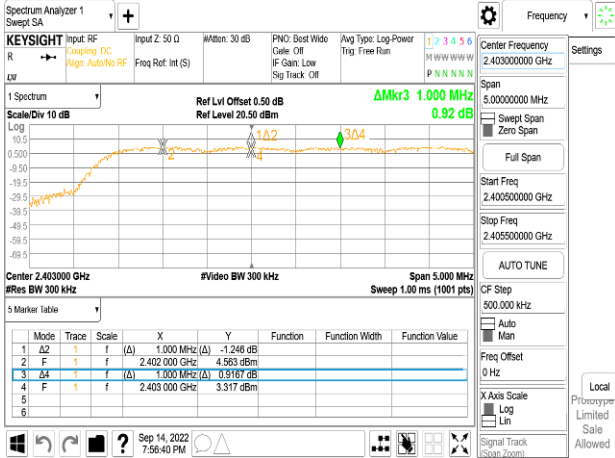 Spectrum Analyzer 1
Swept SA
+
Frequency
KEYSIGHT Input: RF Input Z: 50 Ω #Atten: 30 dB PNO: Best Wide Avg Type: Log-Power 1 2 3 4 5 6
R Coupling: DC Gate: Off Trig: Free Run M W W W W W
Align: Auto/No RF Freq Ref: Int (S) IF Gain: Low
Sig Track: Off P N N N N N
1 Spectrum
Scale/Div 10 dB
Ref Lvl Offset 0.50 dB
Ref Level 20.50 dBm
ΔMkr3 1.000 MHz
0.92 dB
Log
10.5
0.500
-9.50
-19.5
-29.5
-39.5
-49.5
-59.5
-69.5
2
1Δ2
4
3Δ4
Center 2.403000 GHz #Video BW 300 kHz Span 5.000 MHz
#Res BW 300 kHz Sweep 1.00 ms (1001 pts)
5 Marker Table
Mode Trace Scale X Y Function Function Width Function Value
1 Δ2 1 f (Δ) 1.000 MHz (Δ) -1.246 dB
2 F 1 f 2.402 000 GHz 4.563 dBm
3 Δ4 1 f (Δ) 1.000 MHz (Δ) 0.9167 dB
4 F 1 f 2.403 000 GHz 3.317 dBm
5
6
Sep 14, 2022
7:56:40 PM
Center Frequency
2.403000000 GHz
Span
5.00000000 MHz
Swept Span
Zero Span
Full Span
Start Freq
2.400500000 GHz
Stop Freq
2.405500000 GHz
AUTO TUNE
CF Step
500.000 kHz
Auto
Man
Freq Offset
0 Hz
X Axis Scale
Log
Lin
Signal Track
(Span Zoom)
Settings
Local
Prototype
Limited
Sale
Allowed